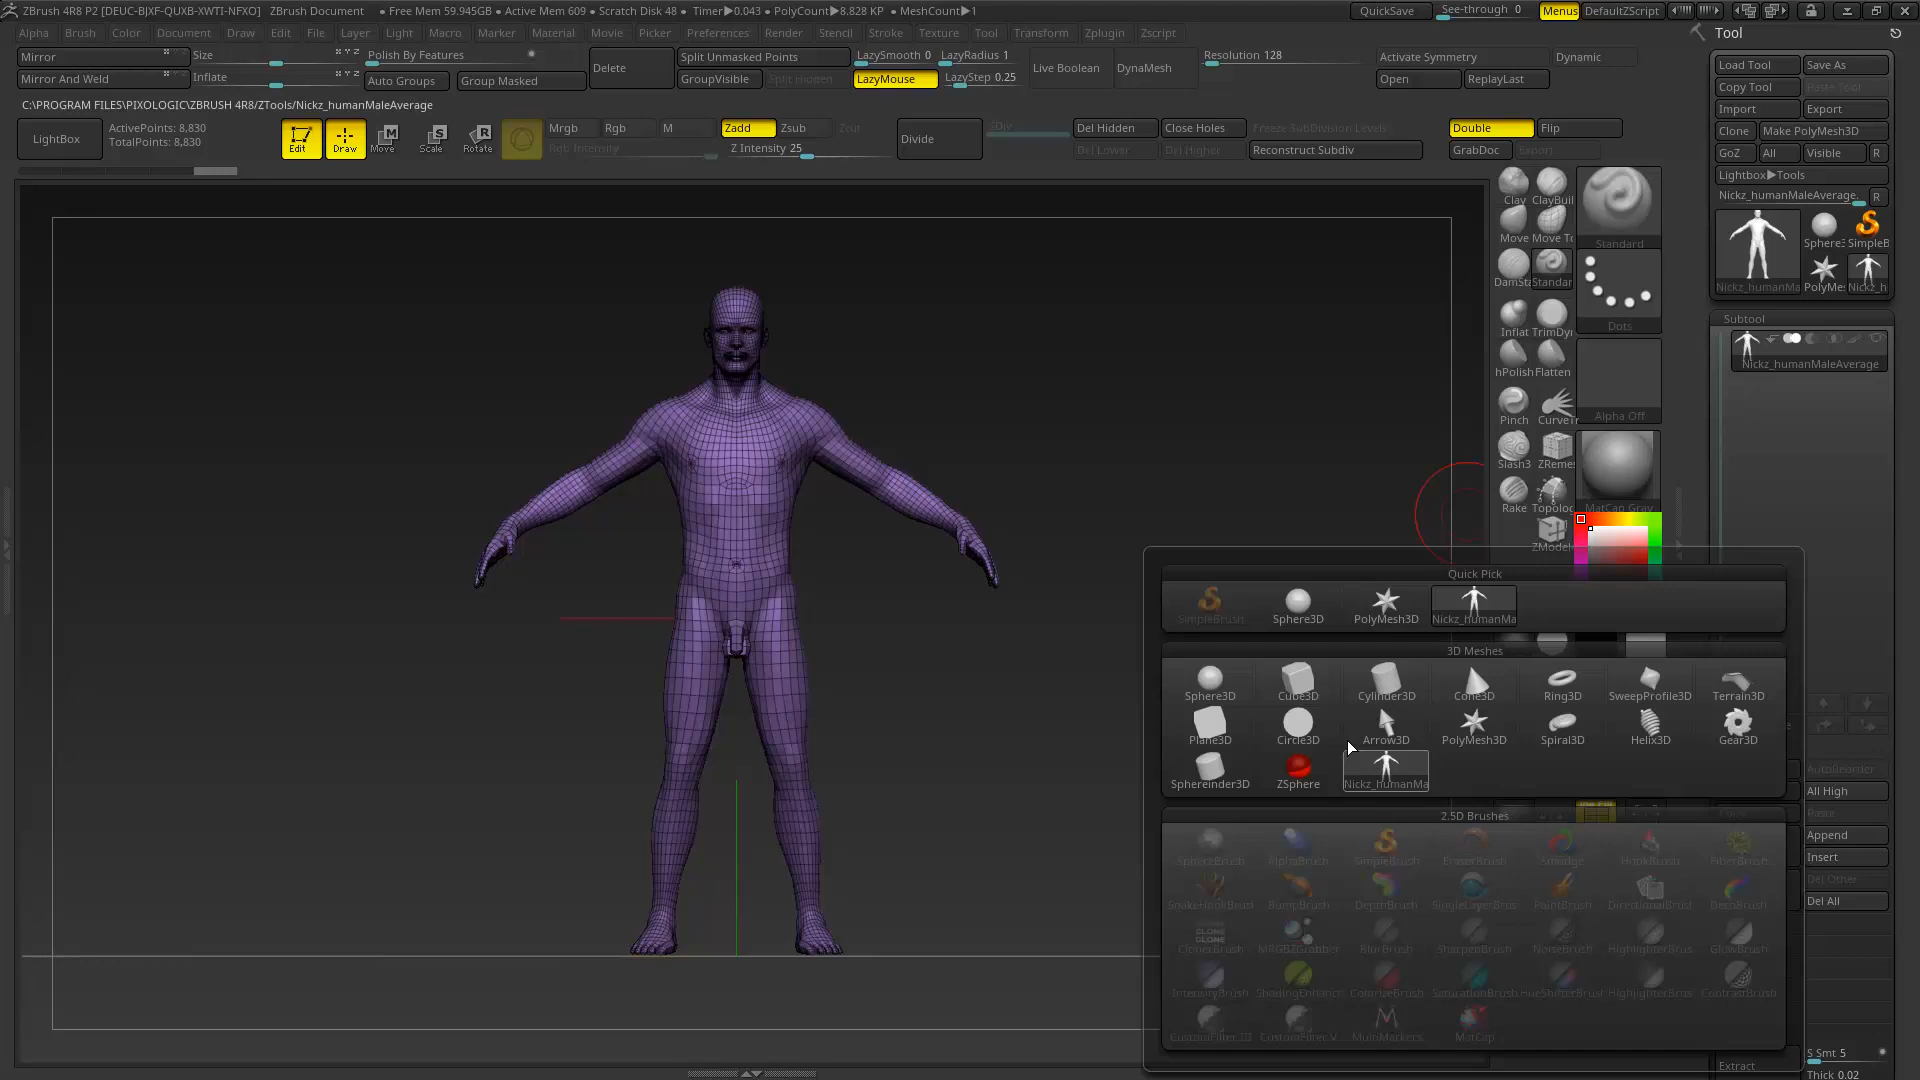 ZBrush 4R8 P2 [DEUC-BJXF-QUXB-XWTI-NFXO] ZBrush Document • Free Mem 59.945GB • Active Mem 609 • Scratch Disk 48 • Timer▶0.043 • PolyCount▶8.828 KP • MeshCount▶1 QuickSave See-through 0 Menus DefaultZScript
Alpha Brush Color Document Draw Edit File Layer Light Macro Marker Material Movie Picker Preferences Render Stencil Stroke Texture Tool Transform Zplugin Zscript
Tool
Mirror Size Polish By Features Delete Split Unmasked Points LazySmooth 0 LazyRadius 1 Live Boolean DynaMesh Resolution 128 Activate Symmetry Dynamic
Mirror And Weld Inflate Auto Groups Group Masked GroupVisible Split Hidden LazyMouse LazyStep 0.25 Open ReplayLast
C:\PROGRAM FILES\PIXOLOGIC\ZBRUSH 4R8/ZTools/Nickz_humanMaleAverage
LightBox
ActivePoints: 8,830
TotalPoints: 8,830
Edit Draw Move Scale Rotate
Mrgb Rgb M Zadd Zsub Zcut
Rgb Intensity Z Intensity 25
Divide SDiv
Del Hidden Close Holes Freeze SubDivision Levels Double Flip
Del Lower Del Higher Reconstruct Subdiv GrabDoc Export
Load Tool Save As
Copy Tool Paste Tool
Import Export
Clone Make PolyMesh3D
GoZ All Visible R
Lightbox▶Tools
Nickz_humanMaleAverage. R
Sphere3 SimpleB
Nickz_humanMa PolyMe: Nickz_h
Subtool
Nickz_humanMaleAverage
Clay ClayBuil
Move Move To
DamSta Standar
Inflat TrimDyn
hPolish Flatten
Pinch CurveTr
Slash3 ZRemes
Rake Topolog
ZModel
Standard
Dots
Alpha Off
MatCap Gray
Quick Pick
SimpleBrush Sphere3D PolyMesh3D Nickz_humanMa
3D Meshes
Sphere3D Cube3D Cylinder3D Cone3D Ring3D SweepProfile3D Terrain3D
Plane3D Circle3D Arrow3D PolyMesh3D Spiral3D Helix3D Gear3D
Sphereinder3D ZSphere Nickz_humanMa
2.5D Brushes
SphereBrush AlphaBrush SimpleBrush EraserBrush Smudge HookBrush FiberBrush
SnakeHookBrush BumpBrush DepthBrush SingleLayerBrus PaintBrush DirectionalBrus DecoBrush
ClonerBrush MRGBZGrabber BlurBrush SharpenBrush NoiseBrush HighlighterBrus GlowBrush
IntensityBrush ShadingEnhance ColorizeBrush SaturationBrush HueShifterBrus HighlighterBrus ContrastBrush
CustomFilter III CustomFilter V MultiMarkers MatCap
AutoReorder
All High
Append
Insert
Del Other
Del All
Extract
S Smt 5
Thick 0.02